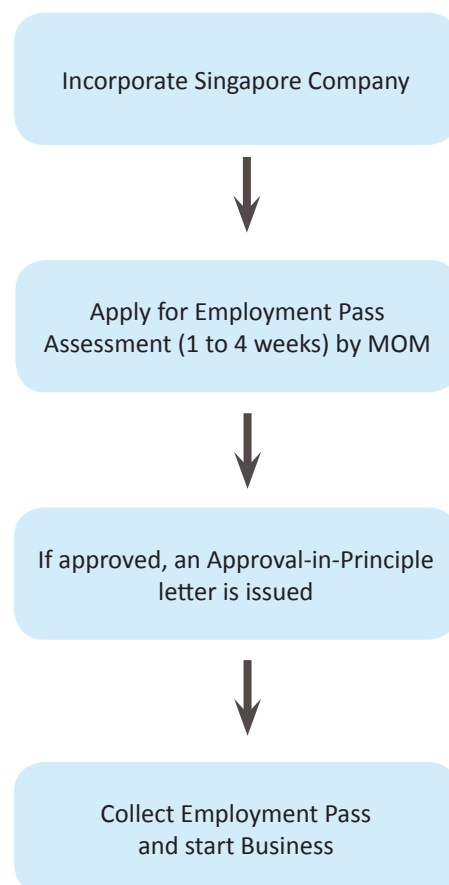 Incorporate Singapore Company
Apply for Employment Pass
Assessment (1 to 4 weeks) by MOM
If approved, an Approval-in-Principle
letter is issued
Collect Employment Pass
and start Business